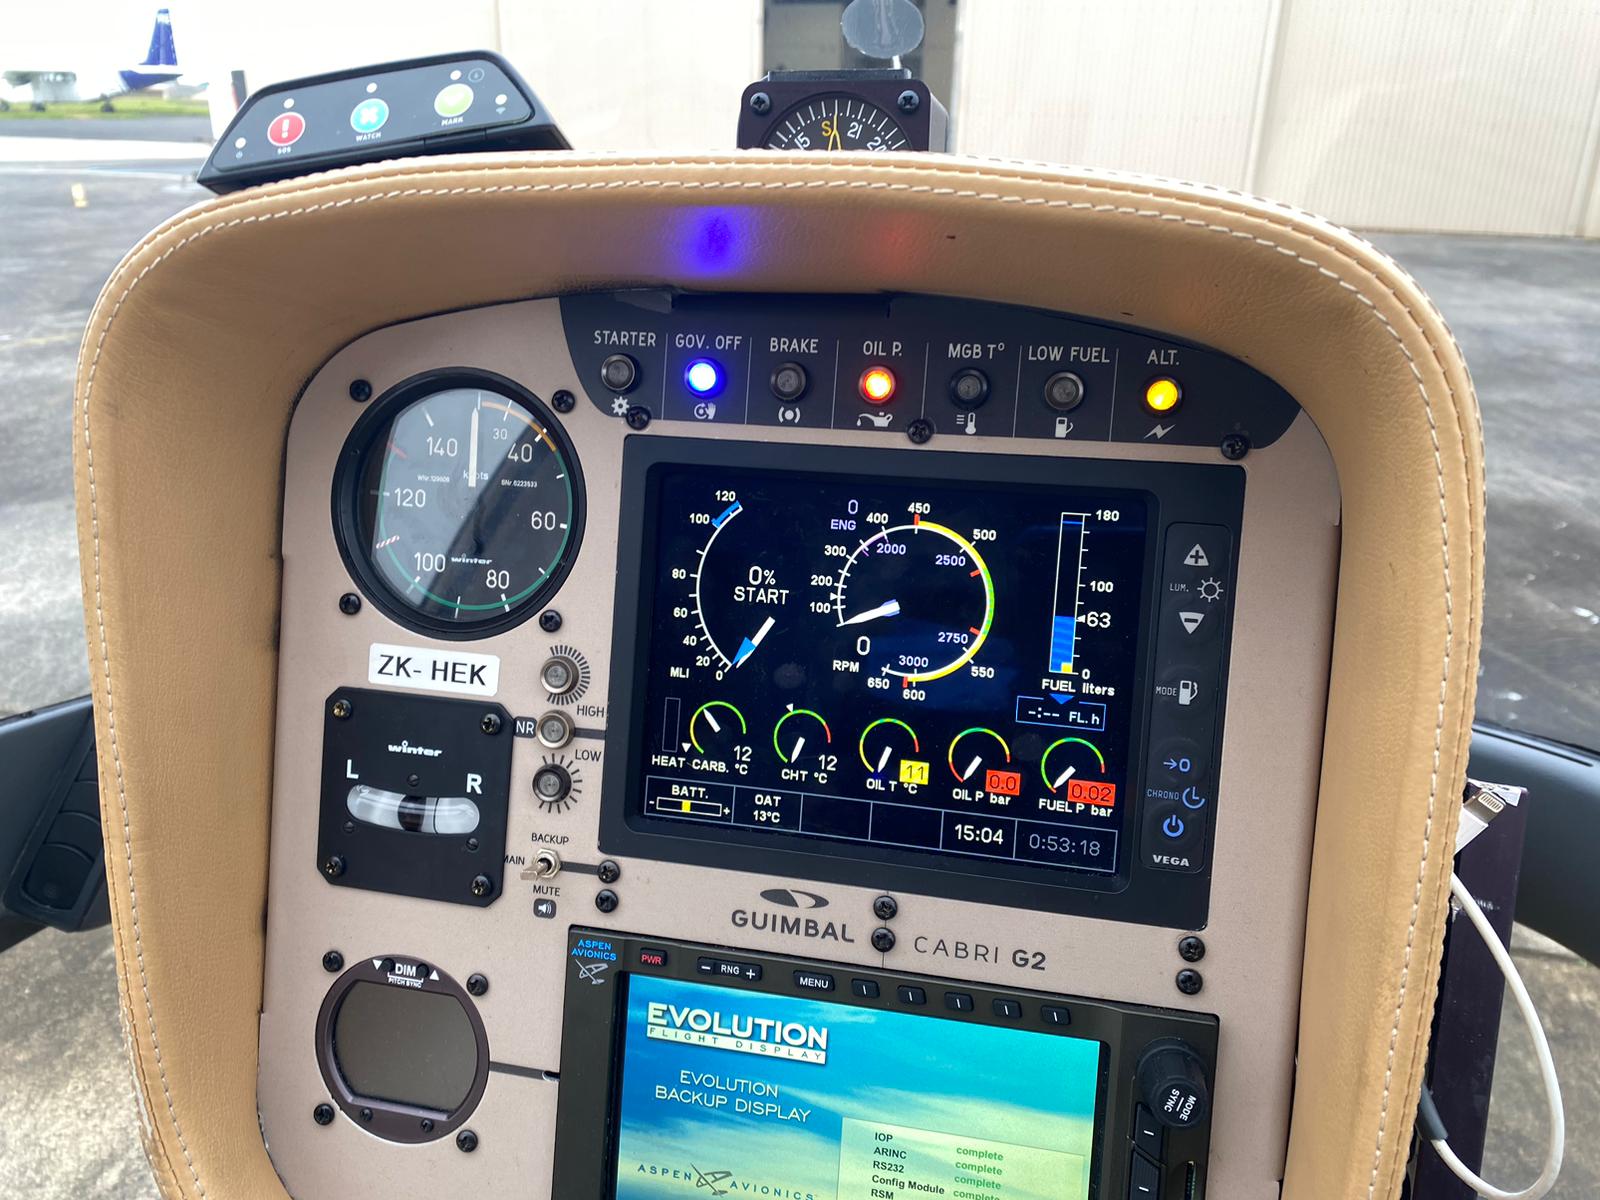 SOS
WATCH
MARK
15 S 21
STARTER
GOV. OFF
BRAKE
OIL P.
MGB T°
LOW FUEL
ALT.
140
30
40
knots
120
60
100
winter
80
ZK- HEK
winter
L
R
HIGH
NR
LOW
BACKUP
MAIN
MUTE
120
100
80
60
40
20
0
MLI
0%
START
0
ENG
450
400
500
300
2000
2500
200
100
0
RPM
2750
3000
550
650
600
180
100
63
0
FUEL liters
-:-- FL.h
HEAT CARB. °C
12
CHT °C
12
OIL T °C
11
OIL P bar
0.0
FUEL P bar
0.02
BATT.
- +
OAT
13°C
15:04
0:53:18
LUM.
MODE
→0
CHRONO
VEGA
GUIMBAL
CABRI G2
DIM
PITCH SYNC
ASPEN
AVIONICS
PWR
- RNG +
MENU
EVOLUTION
FLIGHT DISPLAY
EVOLUTION
BACKUP DISPLAY
IOP
ARINC complete
RS232 complete
Config Module complete
RSM complete
ASPEN AVIONICS
MODE
SYNC